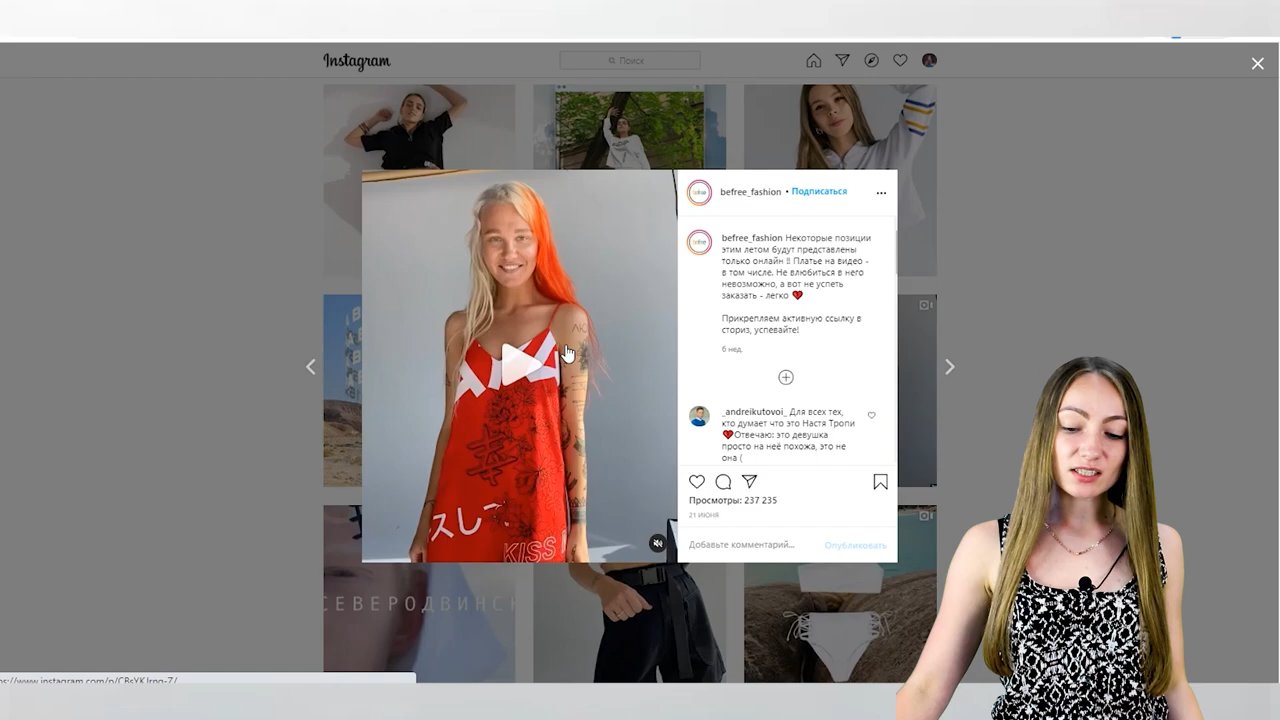 Instagram
Поиск
befree_fashion • Подписаться
befree_fashion Некоторые позиции
этим летом будут представлены
только онлайн !! Платье на видео -
в том числе. Не влюбиться в него
невозможно, а вот не успеть
заказать - легко
Прикрепляем активную ссылку в
сториз, успевайте!
6 нед.
_andreikutovoi_ Для всех тех,
кто думает что это Настя Тропи
Отвечаю: это девушка
просто на неё похожа, это не
она (
Просмотры: 237 235
21 ИЮНЯ
Добавьте комментарий...
Опубликовать
KISS
СЕВЕРОДВИНСК